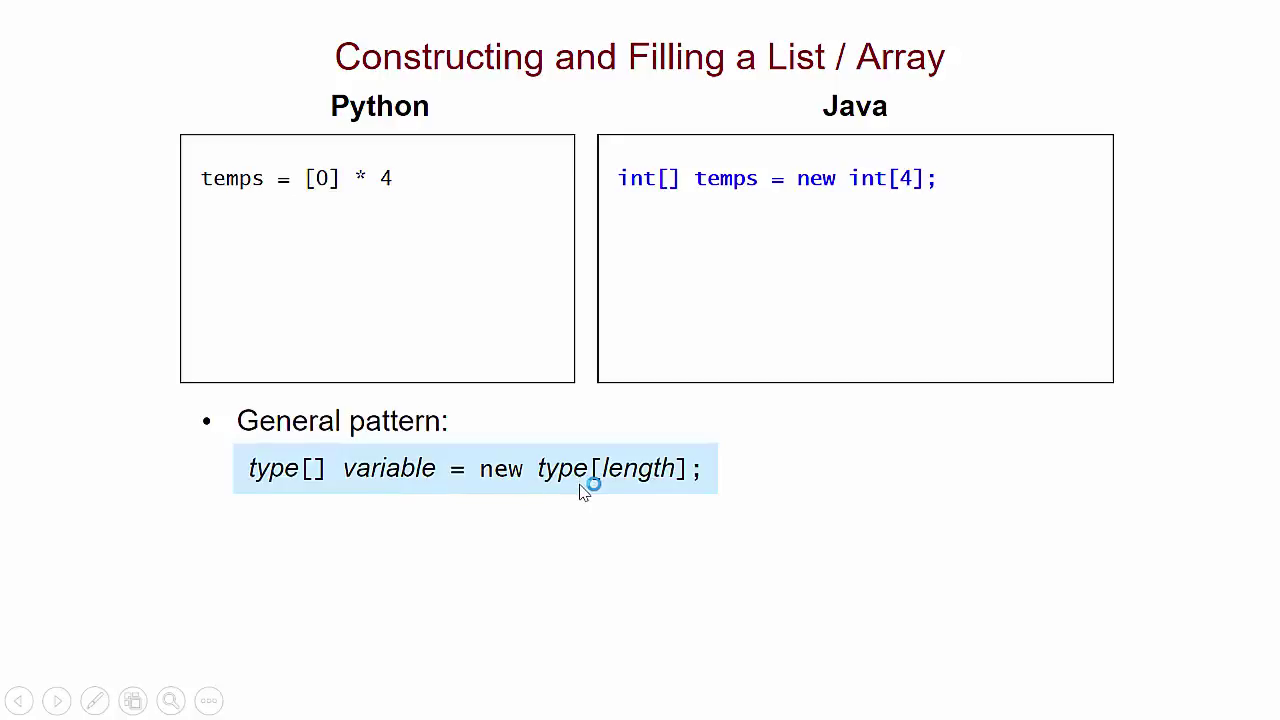 Constructing and Filling a List / Array
Python
Java
temps = [0] * 4
int[] temps = new int[4];
• General pattern:
type[] variable = new type[length];